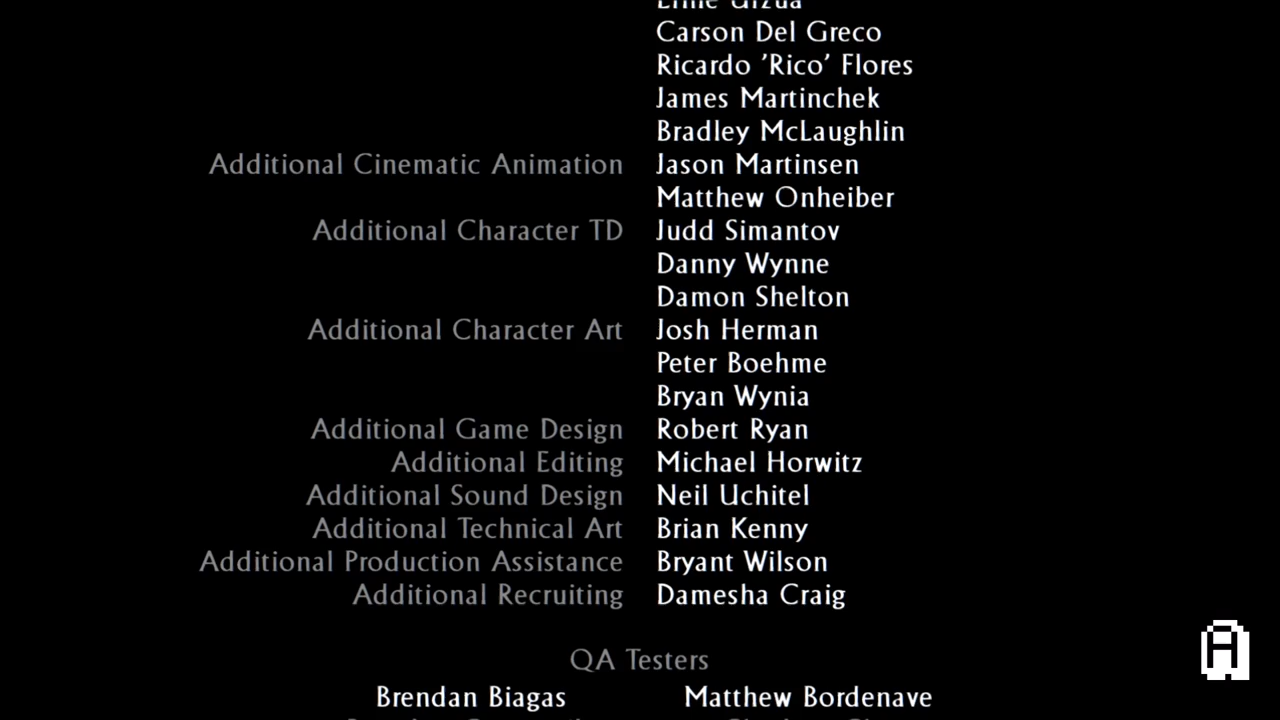 Carson Del Greco
Ricardo 'Rico' Flores
James Martinchek
Bradley McLaughlin
Additional Cinematic Animation Jason Martinsen
Matthew Onheiber
Additional Character TD Judd Simantov
Danny Wynne
Damon Shelton
Additional Character Art Josh Herman
Peter Boehme
Bryan Wynia
Additional Game Design Robert Ryan
Additional Editing Michael Horwitz
Additional Sound Design Neil Uchitel
Additional Technical Art Brian Kenny
Additional Production Assistance Bryant Wilson
Additional Recruiting Damesha Craig
QA Testers
Brendan Biagas Matthew Bordenave
A